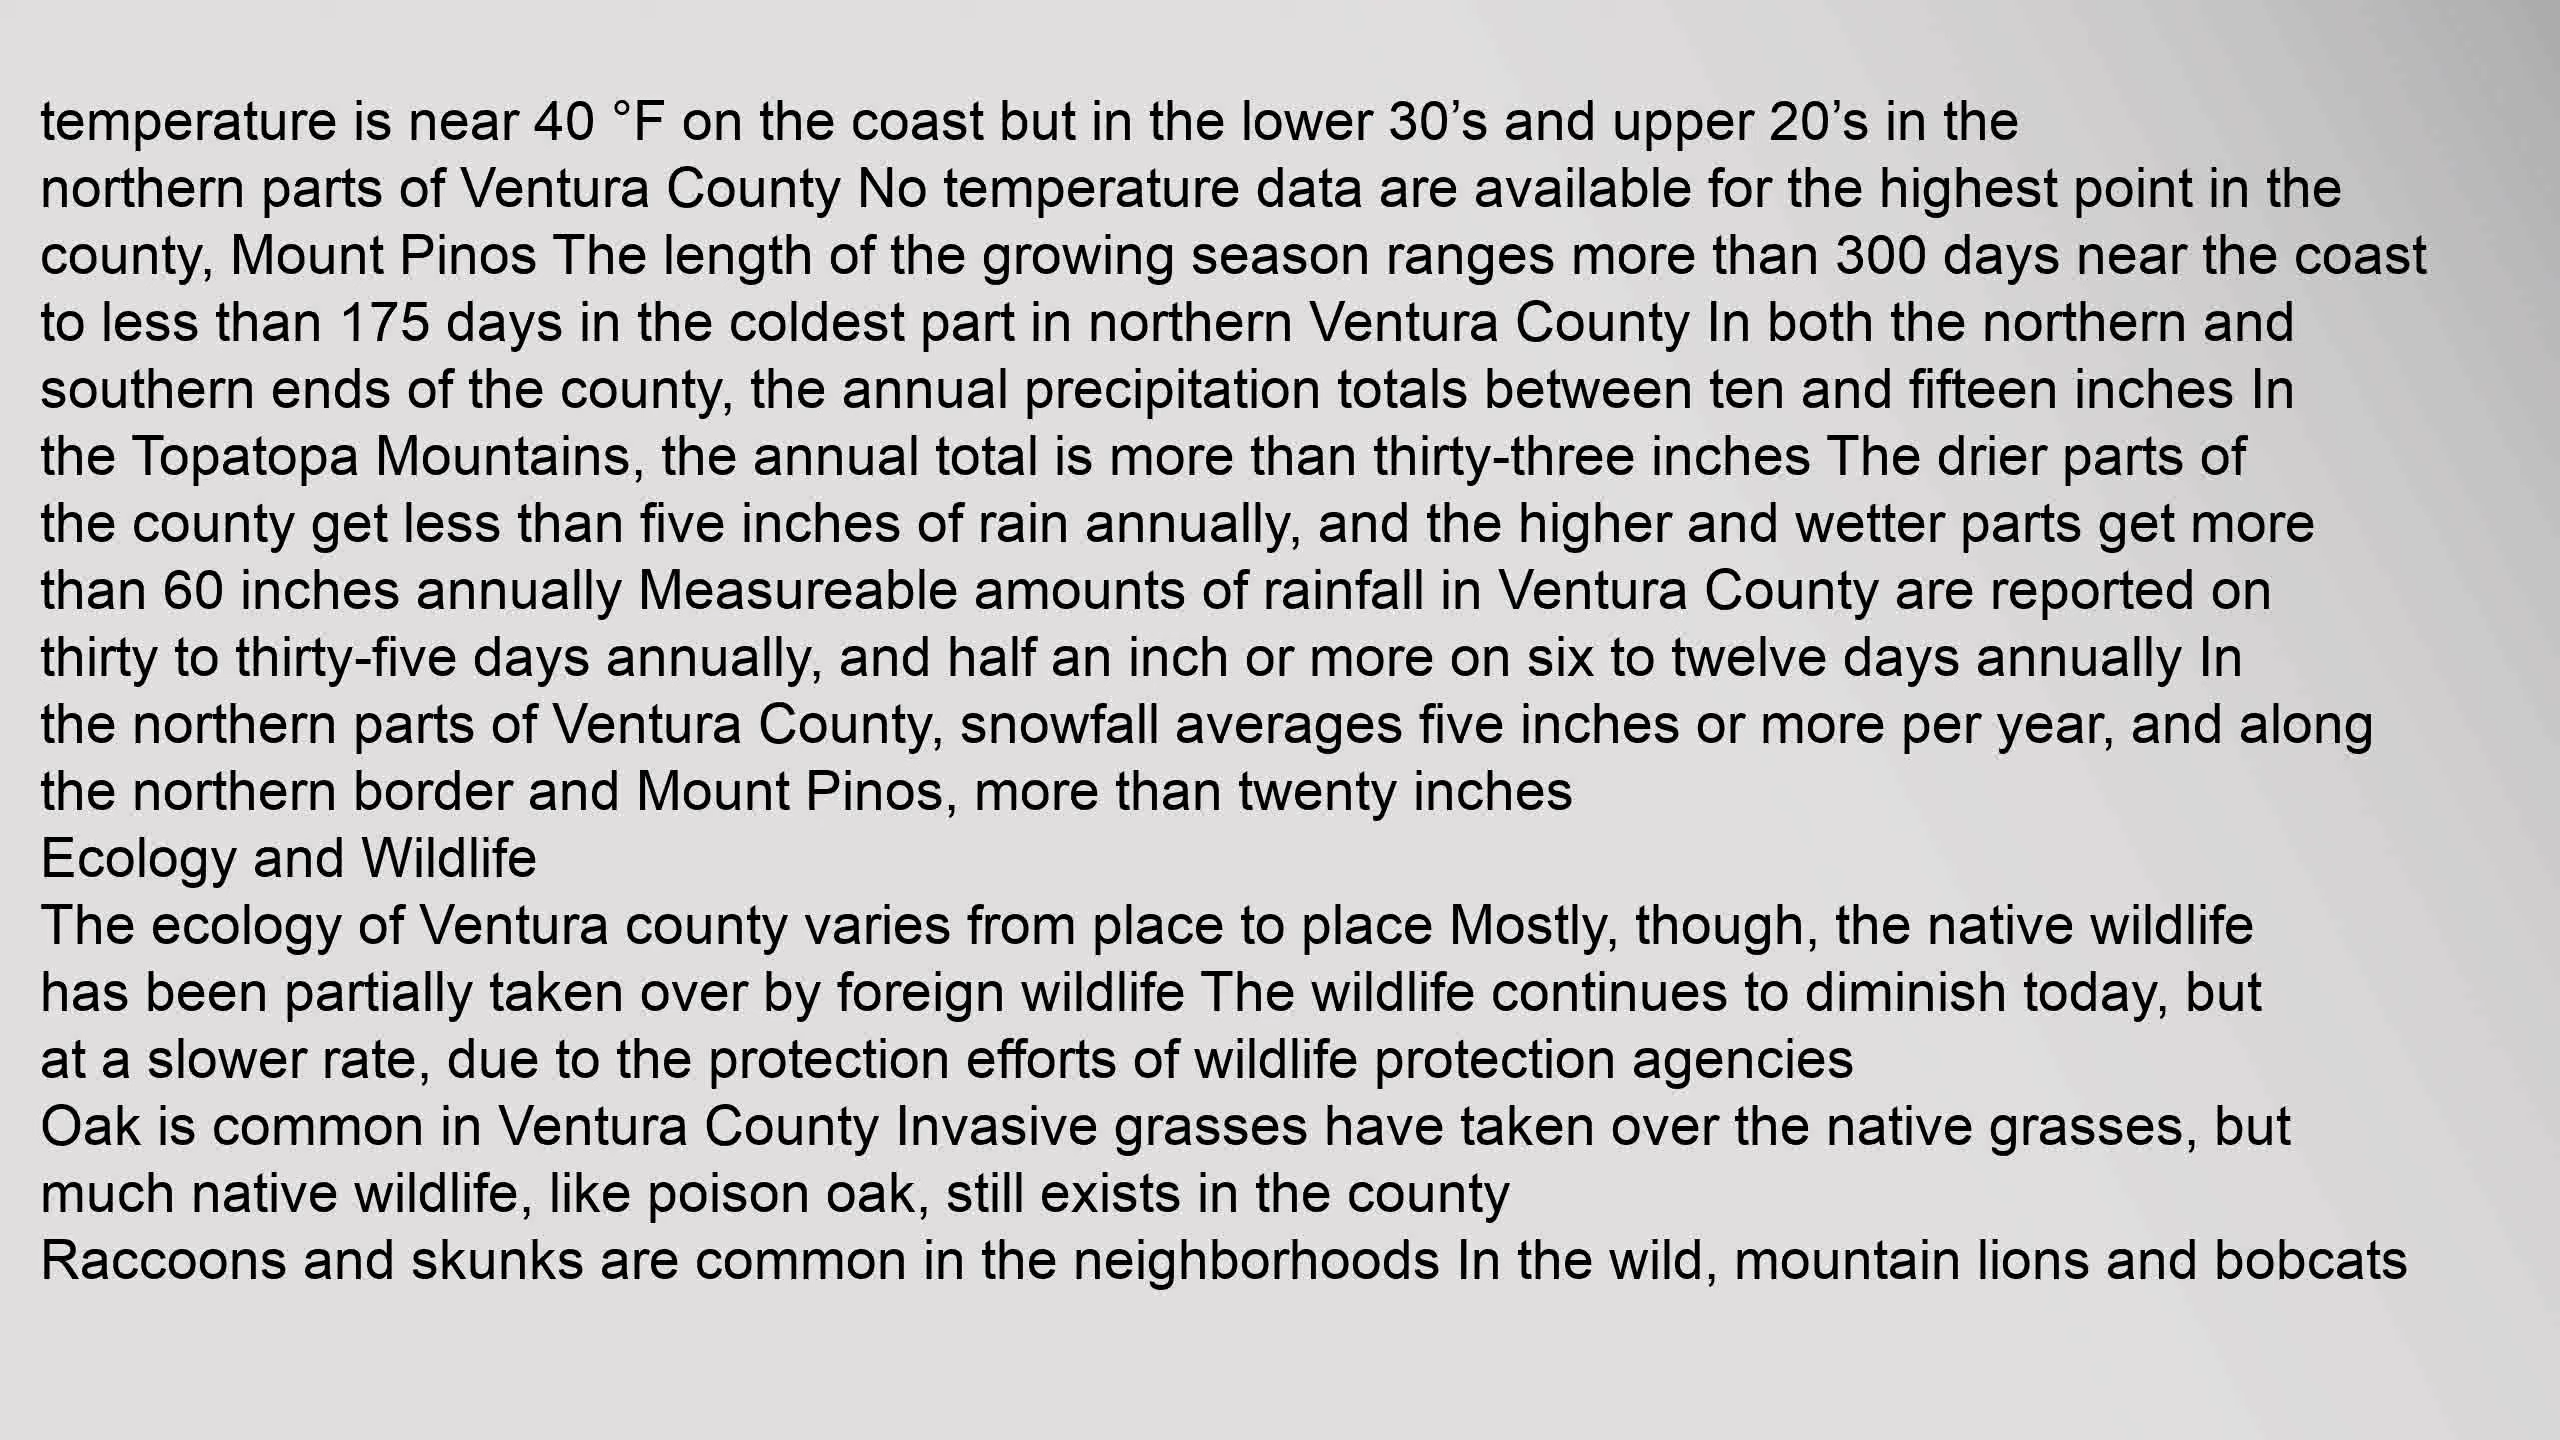 temperature is near 40 °F on the coast but in the lower 30’s and upper 20’s in the
northern parts of Ventura County No temperature data are available for the highest point in the
county, Mount Pinos The length of the growing season ranges more than 300 days near the coast
to less than 175 days in the coldest part in northern Ventura County In both the northern and
southern ends of the county, the annual precipitation totals between ten and fifteen inches In
the Topatopa Mountains, the annual total is more than thirty-three inches The drier parts of
the county get less than five inches of rain annually, and the higher and wetter parts get more
than 60 inches annually Measureable amounts of rainfall in Ventura County are reported on
thirty to thirty-five days annually, and half an inch or more on six to twelve days annually In
the northern parts of Ventura County, snowfall averages five inches or more per year, and along
the northern border and Mount Pinos, more than twenty inches
Ecology and Wildlife
The ecology of Ventura county varies from place to place Mostly, though, the native wildlife
has been partially taken over by foreign wildlife The wildlife continues to diminish today, but
at a slower rate, due to the protection efforts of wildlife protection agencies
Oak is common in Ventura County Invasive grasses have taken over the native grasses, but
much native wildlife, like poison oak, still exists in the county
Raccoons and skunks are common in the neighborhoods In the wild, mountain lions and bobcats